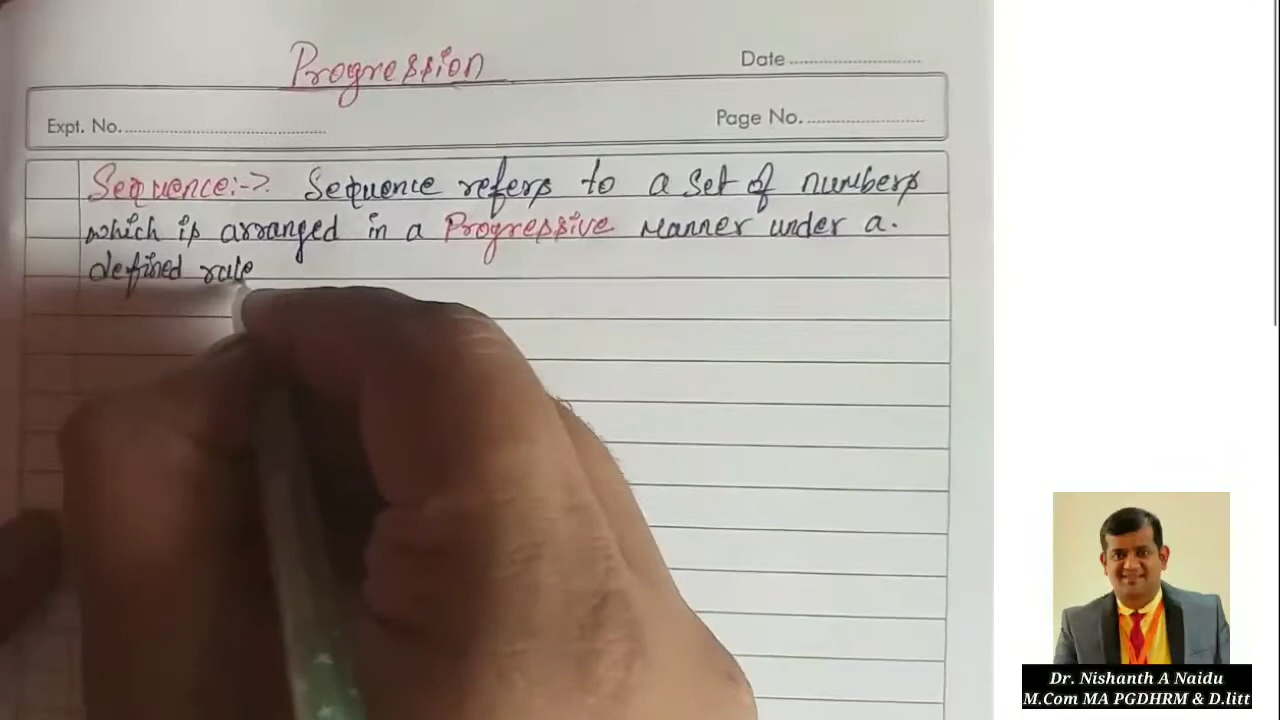 Progression
Date
Expt. No.
Page No.
Sequence:-> Sequence refers to a set of numbers
which is arranged in a Progressive manner under a.
defined rule
Dr. Nishanth A Naidu
M.Com MA PGDHRM & D.litt